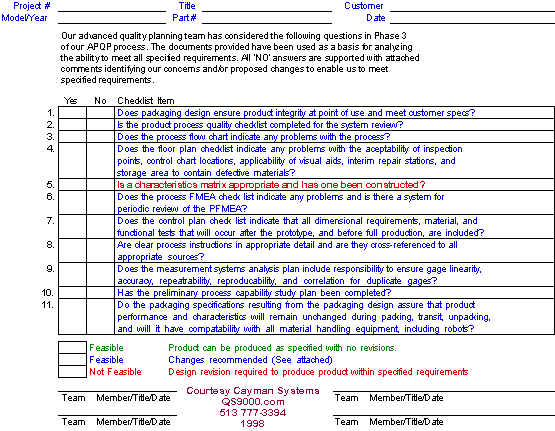 Project # Title Customer
Model/Year Part# Date
Our advanced quality planning team has considered the following questions in Phase 3
of our APQP process. The documents provided have been used as a basis for analyzing
the ability to meet all specified requirements. All 'NO' answers are supported with attached
comments identifying our concerns and/or proposed changes to enable us to meet
specified requirements.
Yes No Checklist Item
1. Does packaging design ensure product integrity at point of use and meet customer specs?
2. Is the product process quality checklist completed for the system review?
3. Does the process flow chart indicate any problems with the process?
4. Does the floor plan checklist indicate any problems with the aceptability of inspection
points, control chart locations, applicability of visual aids, interim repair stations, and
storage area to contain defective materials?
5. Is a characteristics matrix appropriate and has one been constructed?
6. Does the process FMEA check list indicate any problems and is there a system for
periodic review of the PFMEA?
7. Does the control plan check list indicate that all dimensional requirements, material, and
functional tests that will occur after the prototype, and before full production, are included?
8. Are clear process instructions in appropriate detail and are they cross-referenced to all
appropriate sources?
9. Does the measurement systems analysis plan include responsibility to ensure gage linearity,
accuracy, repeatability, reproducability, and correlation for duplicate gages?
10. Has the preliminary process capability study plan been completed?
11. Do the packaging specifications resulting from the packaging design assure that product
performance and characteristics will remain unchanged during packing, transit, unpacking,
and will it have compatability with all material handling equipment, including robots?
Feasible Product can be produced as specified with no revisions.
Feasible Changes recommended (See attached)
Not Feasible Design revision required to produce product within specified requirements
Courtesy Cayman Systems
Team Member/Title/Date QS9000.com Team Member/Title/Date
513 777-3394
Team Member/Title/Date 1998 Team Member/Title/Date